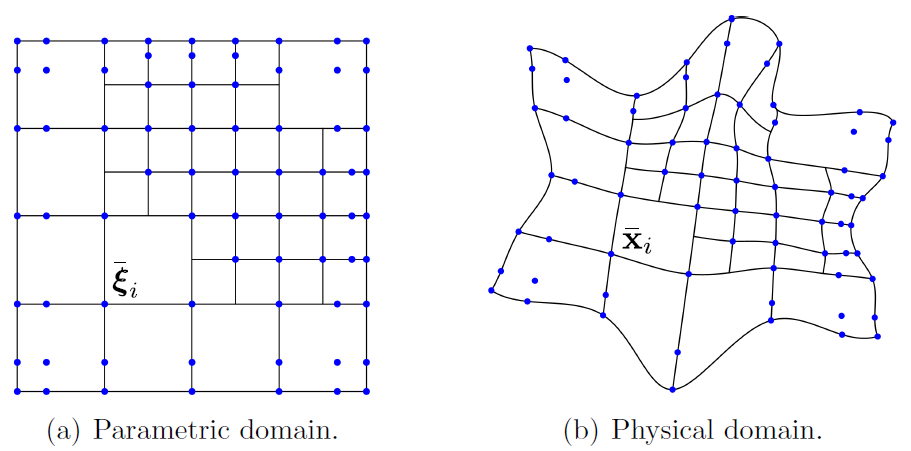 ξ̄ᵢ
x̄ᵢ
(a) Parametric domain.
(b) Physical domain.